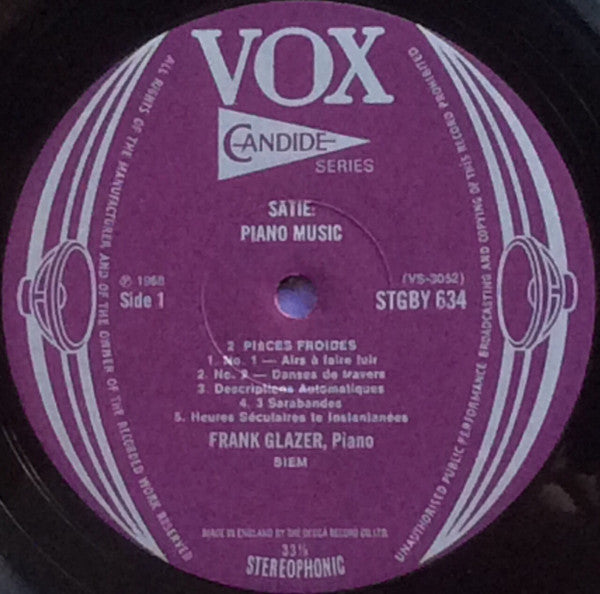 VOX
CANDIDE
SERIES
SATIE:
PIANO MUSIC
℗ 1968
Side 1
(VS-3052)
STGBY 634
2 PIÈCES FROIDES
1. No. 1 — Airs à faire fuir
2. No. 2 — Danses de travers
3. Descriptions Automatiques
4. 3 Sarabandes
5. Heures Séculaires te Instantanées
FRANK GLAZER, Piano
BIEM
MADE IN ENGLAND BY THE DECCA RECORD CO. LTD.
33⅓
STEREOPHONIC
ALL RIGHTS OF THE MANUFACTURER AND OF THE OWNER OF THE RECORDED WORK RESERVED
UNAUTHORISED PUBLIC PERFORMANCE BROADCASTING AND COPYING OF THIS RECORD PROHIBITED